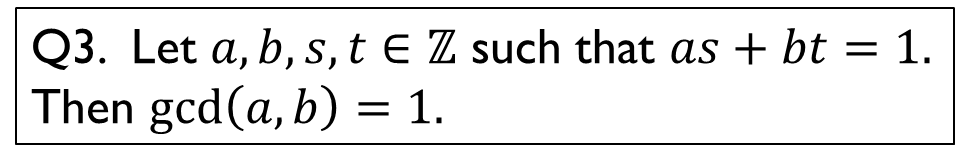 Q3. Let a, b, s, t ∈ ℤ such that as + bt = 1.
Then gcd(a, b) = 1.